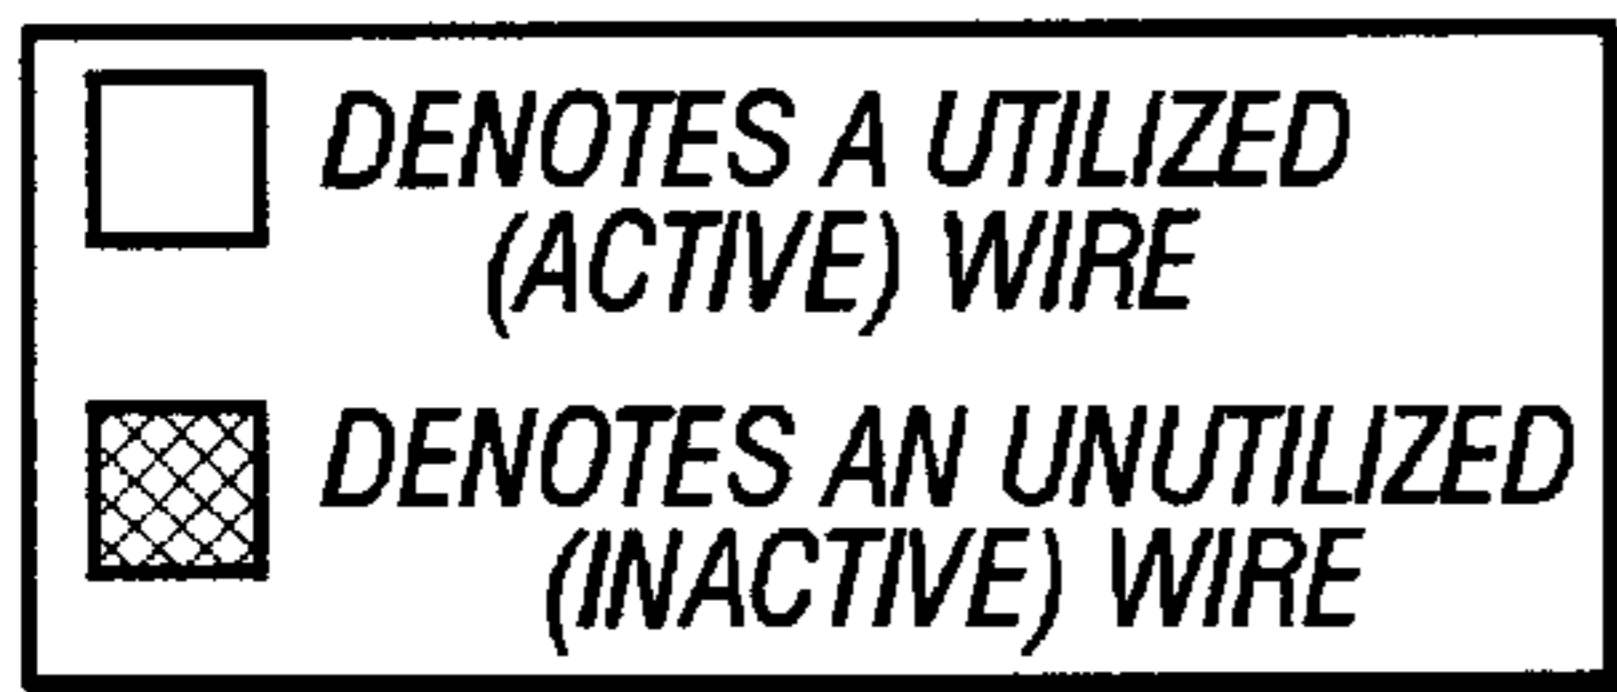 DENOTES A UTILIZED
(ACTIVE) WIRE
DENOTES AN UNUTILIZED
(INACTIVE) WIRE